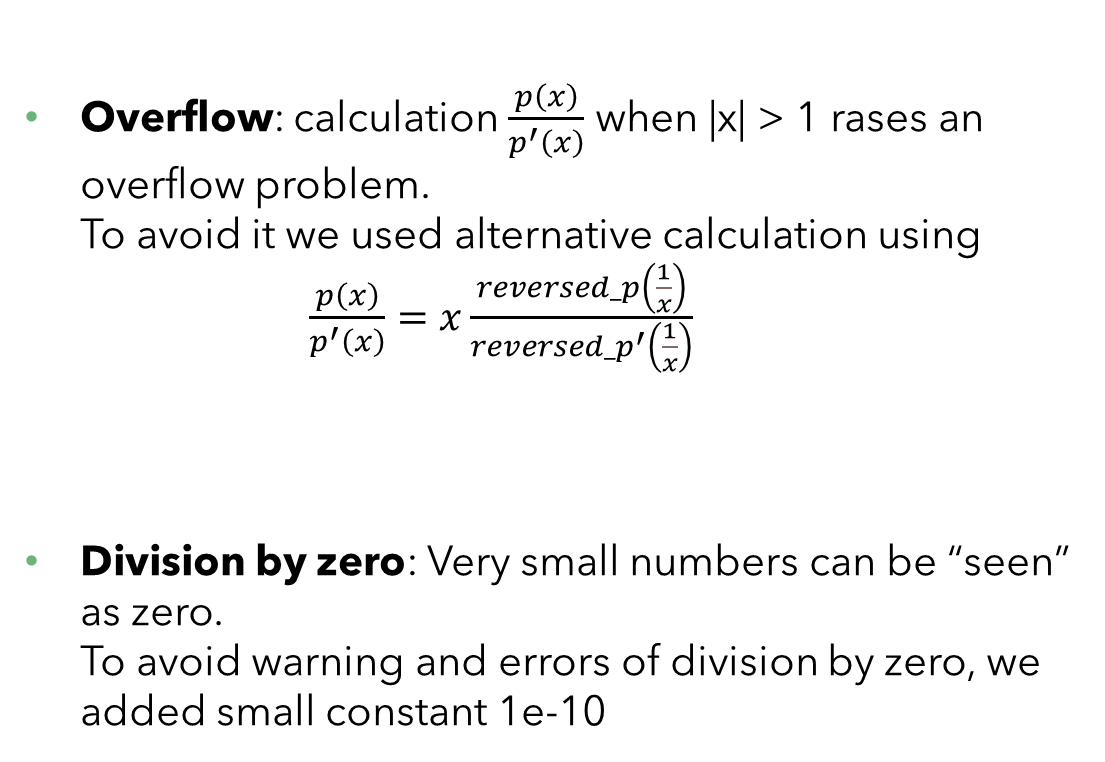 • Overflow: calculation p(x)/p′(x) when |x| > 1 rases an
overflow problem.
To avoid it we used alternative calculation using
p(x)/p′(x) = x reversed_p(1/x)/reversed_p′(1/x)
• Division by zero: Very small numbers can be “seen”
as zero.
To avoid warning and errors of division by zero, we
added small constant 1e-10